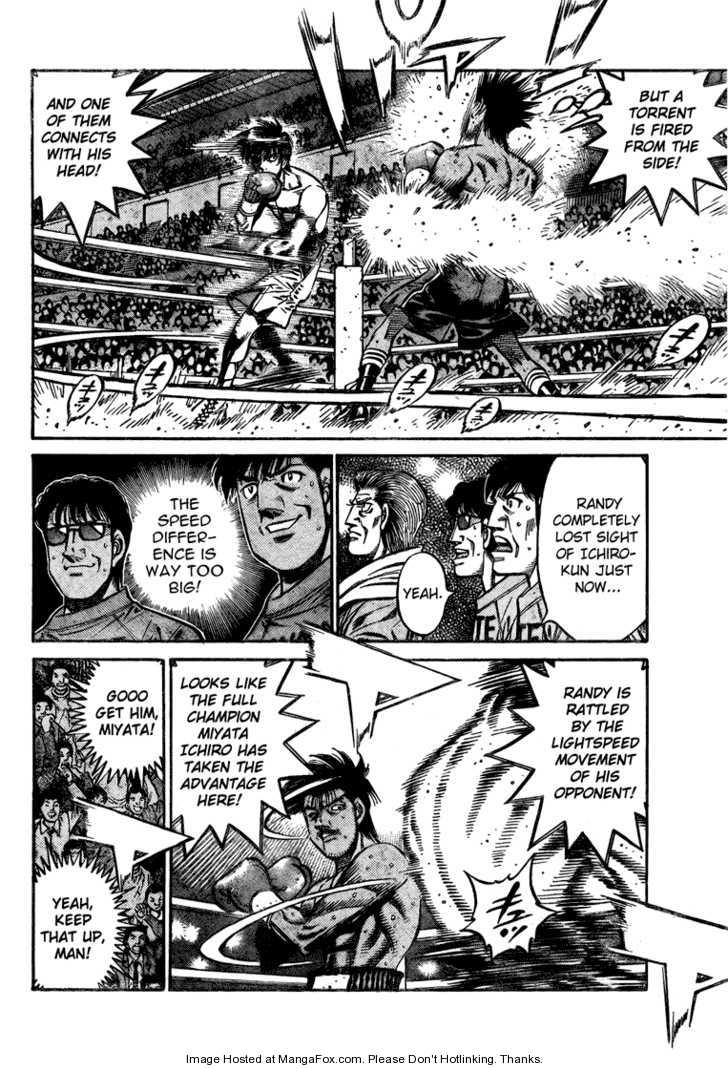 BUT A
TORRENT
IS FIRED
FROM THE
SIDE!
AND ONE
OF THEM
CONNECTS
WITH HIS
HEAD!
RANDY
COMPLETELY
LOST SIGHT
OF ICHIRO-
KUN JUST
NOW...
YEAH.
THE
SPEED
DIFFER-
ENCE IS
WAY TOO
BIG!
RANDY IS
RATTLED
BY THE
LIGHTSPEED
MOVEMENT
OF HIS
OPPONENT!
LOOKS LIKE
THE FULL
CHAMPION
MIYATA
ICHIRO HAS
TAKEN THE
ADVANTAGE
HERE!
GOOO
GET HIM,
MIYATA!
YEAH,
KEEP
THAT UP,
MAN!
Image Hosted at MangaFox.com. Please Don't Hotlinking. Thanks.